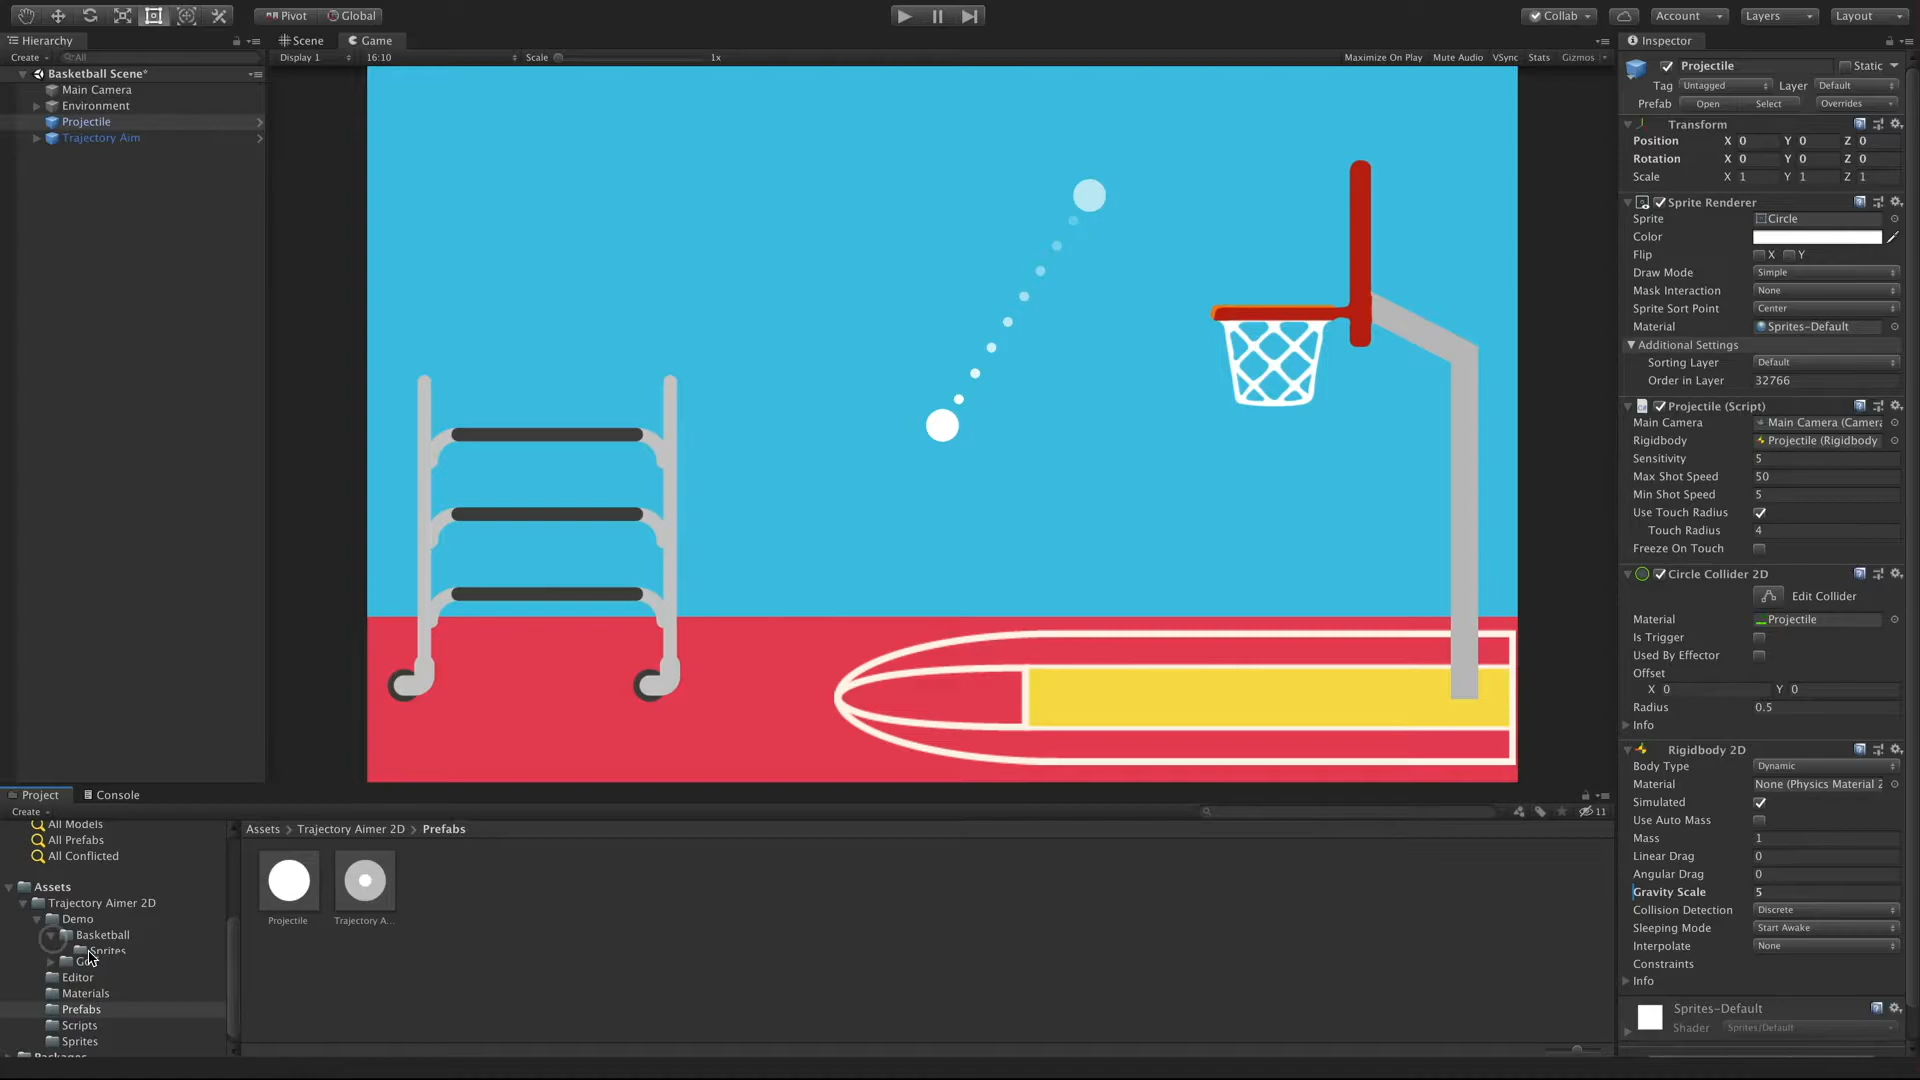 Pivot Global Collab Account Layers Layout
Hierarchy Scene Game Inspector
Create All Display 1 16:10 Scale 1x Maximize On Play Mute Audio VSync Stats Gizmos
Basketball Scene*
Main Camera
Environment
Projectile
Trajectory Aim
Projectile Static
Tag Untagged Layer Default
Prefab Open Select Overrides
Transform
Position X 0 Y 0 Z 0
Rotation X 0 Y 0 Z 0
Scale X 1 Y 1 Z 1
Sprite Renderer
Sprite Circle
Color
Flip X Y
Draw Mode Simple
Mask Interaction None
Sprite Sort Point Center
Material Sprites-Default
Additional Settings
Sorting Layer Default
Order in Layer 32766
Projectile (Script)
Main Camera Main Camera (Camera
Rigidbody Projectile (Rigidbody
Sensitivity 5
Max Shot Speed 50
Min Shot Speed 5
Use Touch Radius
Touch Radius 4
Freeze On Touch
Circle Collider 2D
Edit Collider
Material Projectile
Is Trigger
Used By Effector
Offset
X 0 Y 0
Radius 0.5
Info
Rigidbody 2D
Body Type Dynamic
Material None (Physics Material 2
Simulated
Use Auto Mass
Mass 1
Linear Drag 0
Angular Drag 0
Gravity Scale 5
Collision Detection Discrete
Sleeping Mode Start Awake
Interpolate None
Constraints
Info
Sprites-Default
Shader Sprites/Default
Project Console
Create 11
All Models
All Prefabs
All Conflicted
Assets
Trajectory Aimer 2D
Demo
Basketball
Sprites
Editor
Materials
Prefabs
Scripts
Sprites
Packages
Assets > Trajectory Aimer 2D > Prefabs
Projectile Trajectory A...